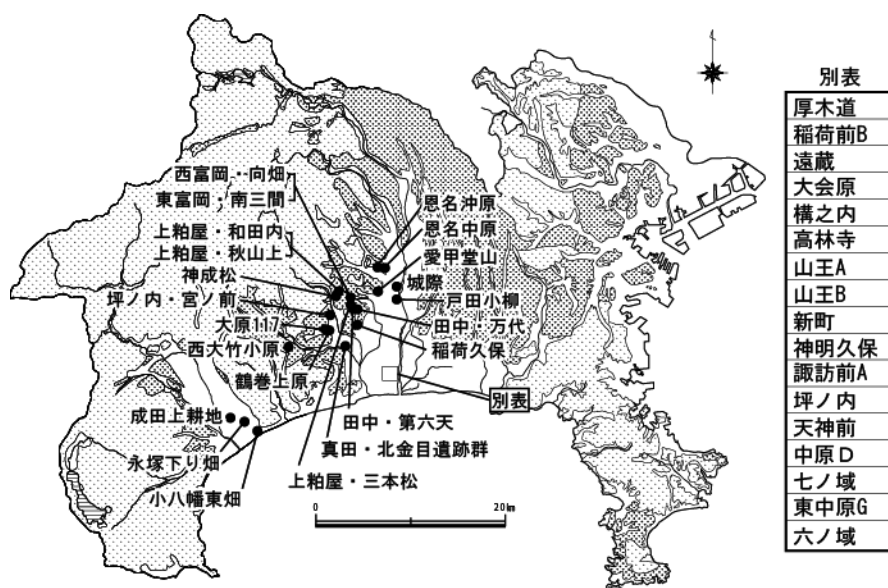 西富岡・向畑
東富岡・南三間
上粕屋・和田内
上粕屋・秋山上
神成松
坪ノ内・宮ノ前
大原117
西大竹小原
鶴巻上原
成田上耕地
永塚下り畑
小八幡東畑
恩名沖原
恩名中原
愛甲堂山
城際
戸田小柳
田中・万代
稲荷久保
別表
田中・第六天
真田・北金目遺跡群
上粕屋・三本松
0
20km
別表
厚木道
稲荷前B
遠蔵
大会原
構之内
高林寺
山王A
山王B
新町
神明久保
諏訪前A
坪ノ内
天神前
中原D
七ノ域
東中原G
六ノ域